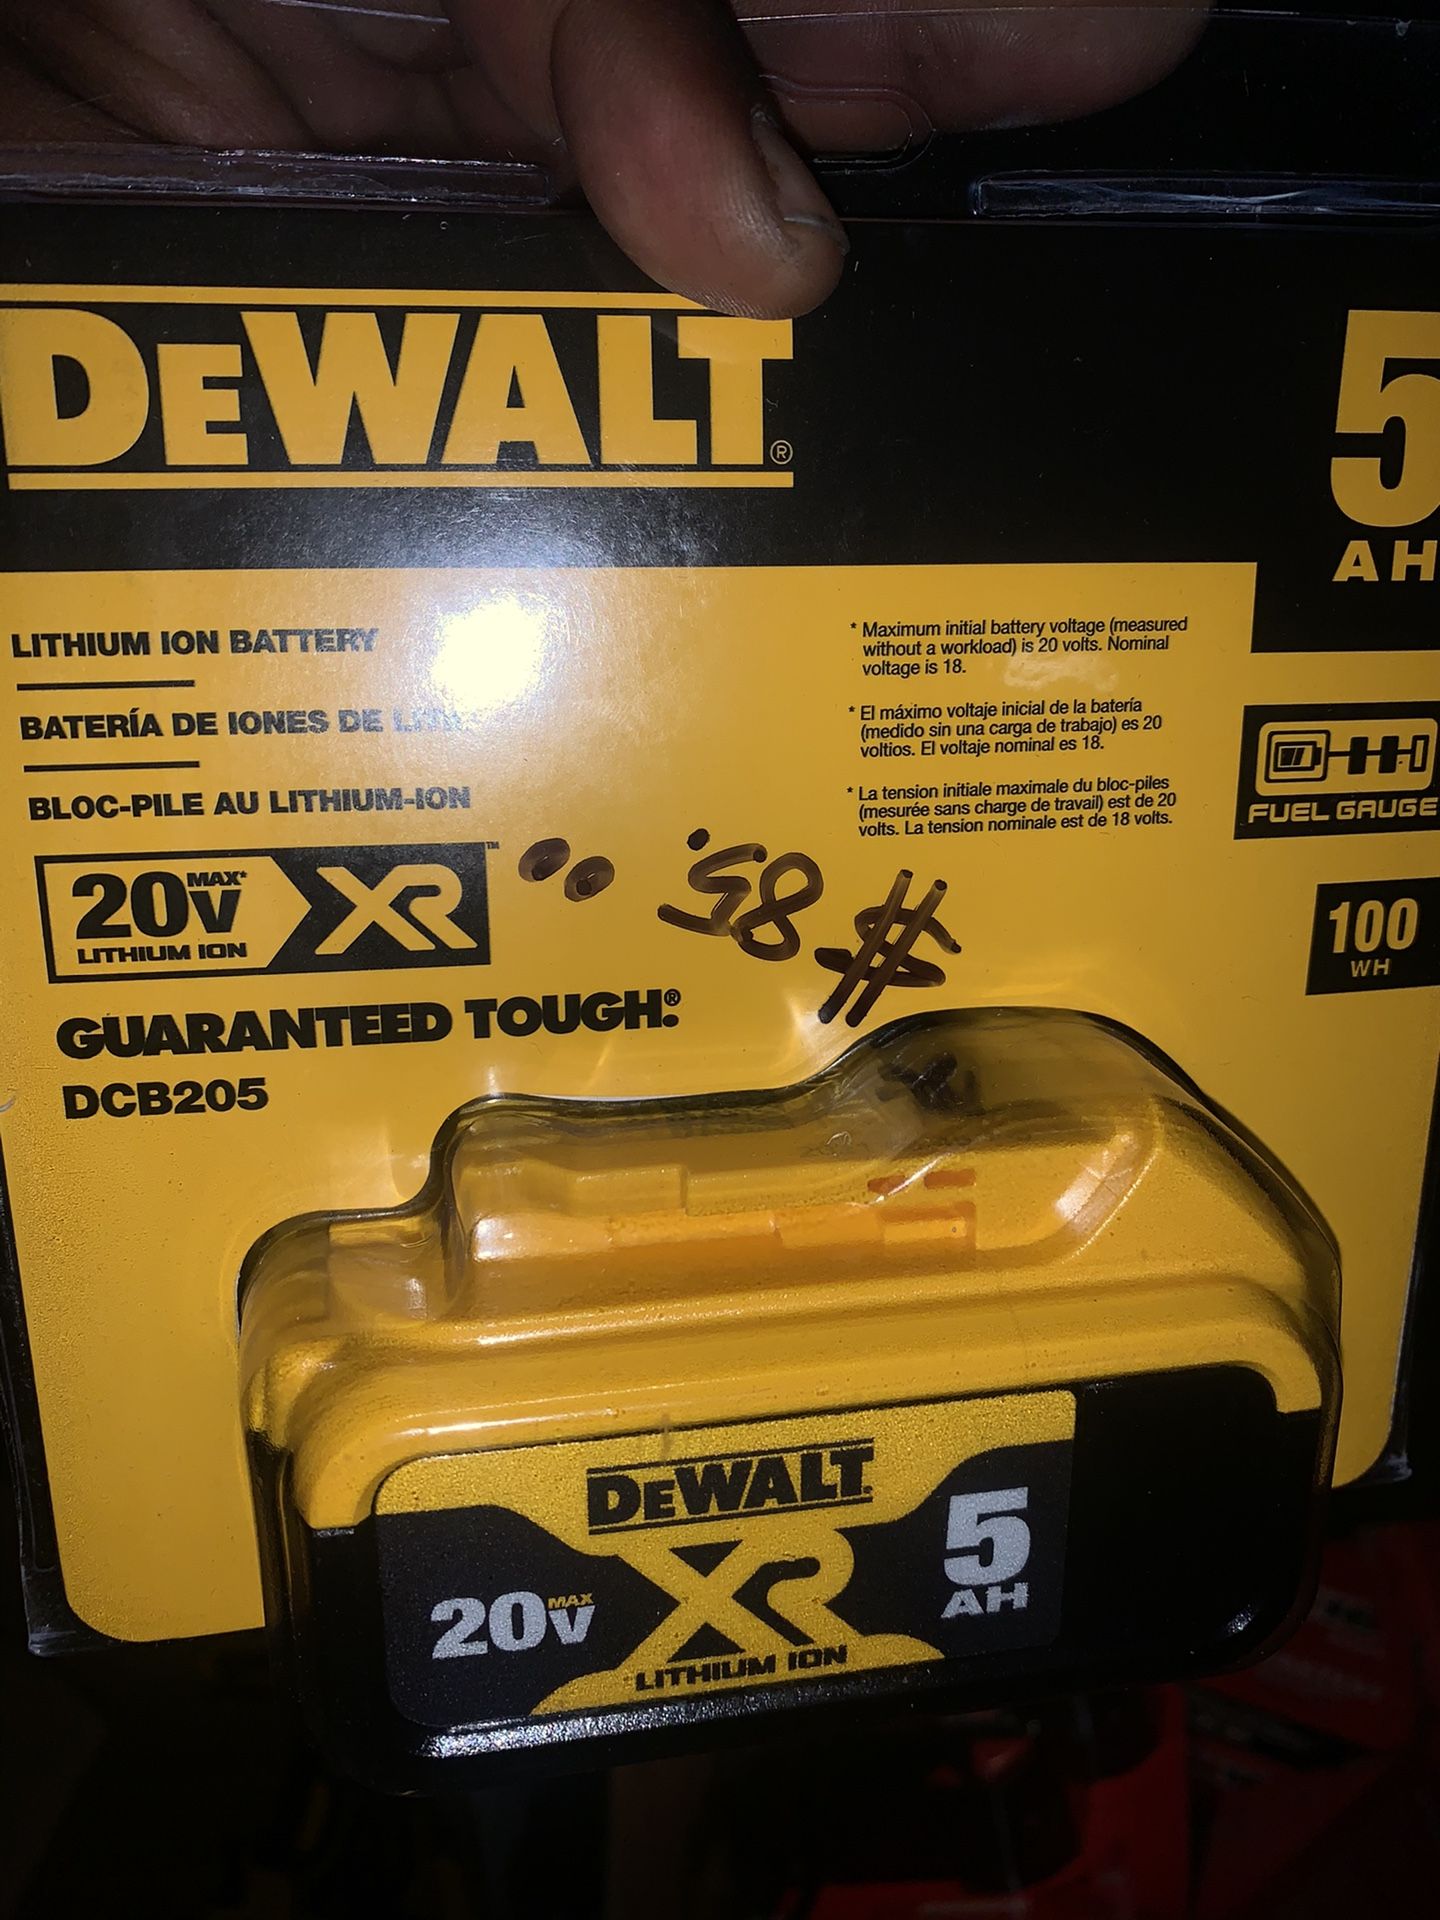 DEWALT®
5
AH
LITHIUM ION BATTERY
BATERÍA DE IONES DE LITIO
BLOC-PILE AU LITHIUM-ION
* Maximum initial battery voltage (measured
without a workload) is 20 volts. Nominal
voltage is 18.
* El máximo voltaje inicial de la batería
(medido sin una carga de trabajo) es 20
voltios. El voltaje nominal es 18.
* La tension initiale maximale du bloc-piles
(mesurée sans charge de travail) est de 20
volts. La tension nominale est de 18 volts.
FUEL GAUGE
20V MAX* XR™
LITHIUM ION
$85.00
100
WH
GUARANTEED TOUGH.®
DCB205
DEWALT
20V MAX
XR
LITHIUM ION
5
AH